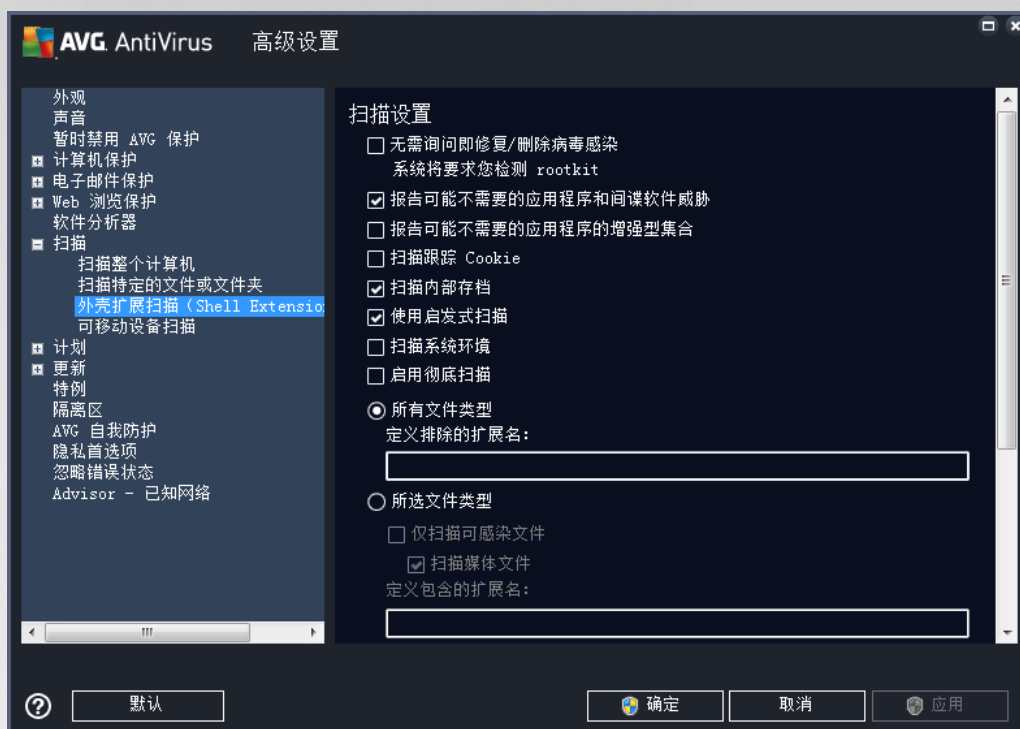 AVG. AntiVirus 高级设置
外观
声音
暂时禁用 AVG 保护
计算机保护
电子邮件保护
Web 浏览保护
软件分析器
扫描
扫描整个计算机
扫描特定的文件或文件夹
外壳扩展扫描（Shell Extensio
可移动设备扫描
计划
更新
特例
隔离区
AVG 自我防护
隐私首选项
忽略错误状态
Advisor - 已知网络
扫描设置
无需询问即修复/删除病毒感染
系统将要求您检测 rootkit
报告可能不需要的应用程序和间谍软件威胁
报告可能不需要的应用程序的增强型集合
扫描跟踪 Cookie
扫描内部存档
使用启发式扫描
扫描系统环境
启用彻底扫描
所有文件类型
定义排除的扩展名：
所选文件类型
仅扫描可感染文件
扫描媒体文件
定义包含的扩展名：
默认 确定 取消 应用